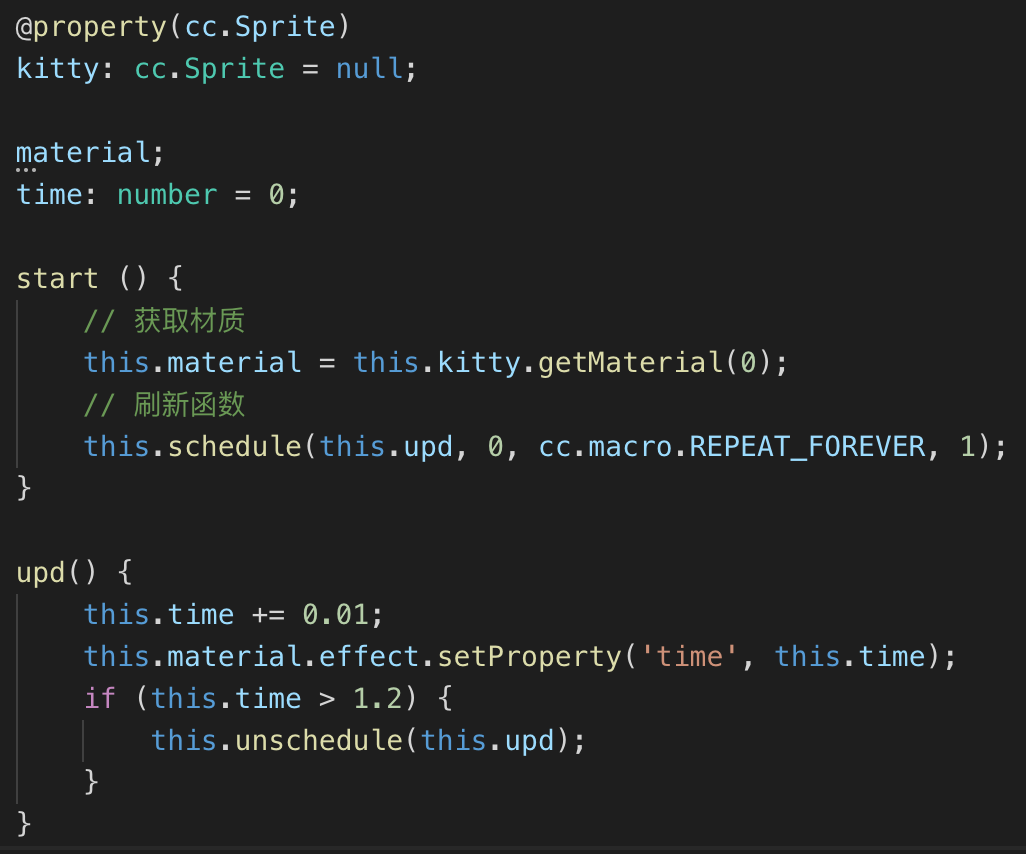 @property(cc.Sprite)
kitty: cc.Sprite = null;
material;
time: number = 0;
start () {
// 获取材质
this.material = this.kitty.getMaterial(0);
// 刷新函数
this.schedule(this.upd, 0, cc.macro.REPEAT_FOREVER, 1);
}
upd() {
this.time += 0.01;
this.material.effect.setProperty('time', this.time);
if (this.time > 1.2) {
this.unschedule(this.upd);
}
}